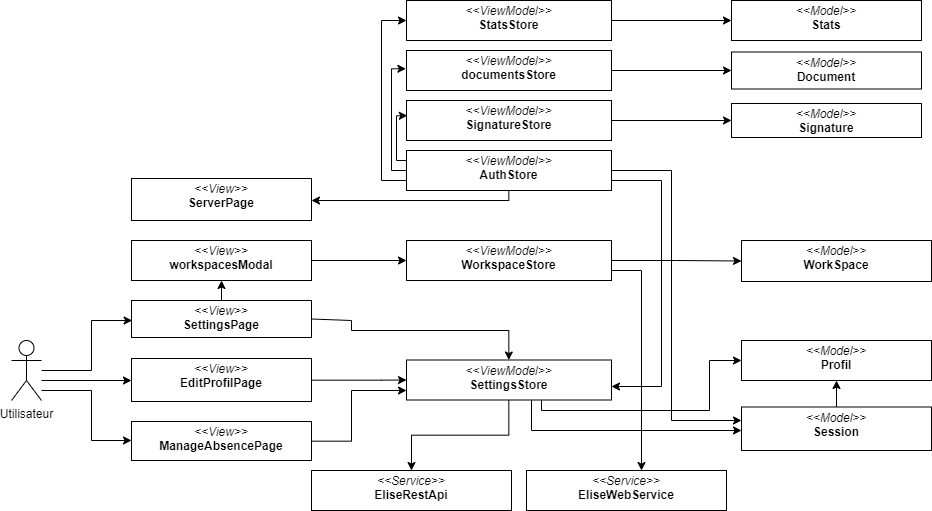 <<ViewModel>>
StatsStore
<<Model>>
Stats
<<ViewModel>>
documentsStore
<<Model>>
Document
<<ViewModel>>
SignatureStore
<<Model>>
Signature
<<ViewModel>>
AuthStore
<<View>>
ServerPage
<<View>>
workspacesModal
<<ViewModel>>
WorkspaceStore
<<Model>>
WorkSpace
<<View>>
SettingsPage
Utilisateur
<<View>>
EditProfilPage
<<ViewModel>>
SettingsStore
<<Model>>
Profil
<<View>>
ManageAbsencePage
<<Model>>
Session
<<Service>>
EliseRestApi
<<Service>>
EliseWebService